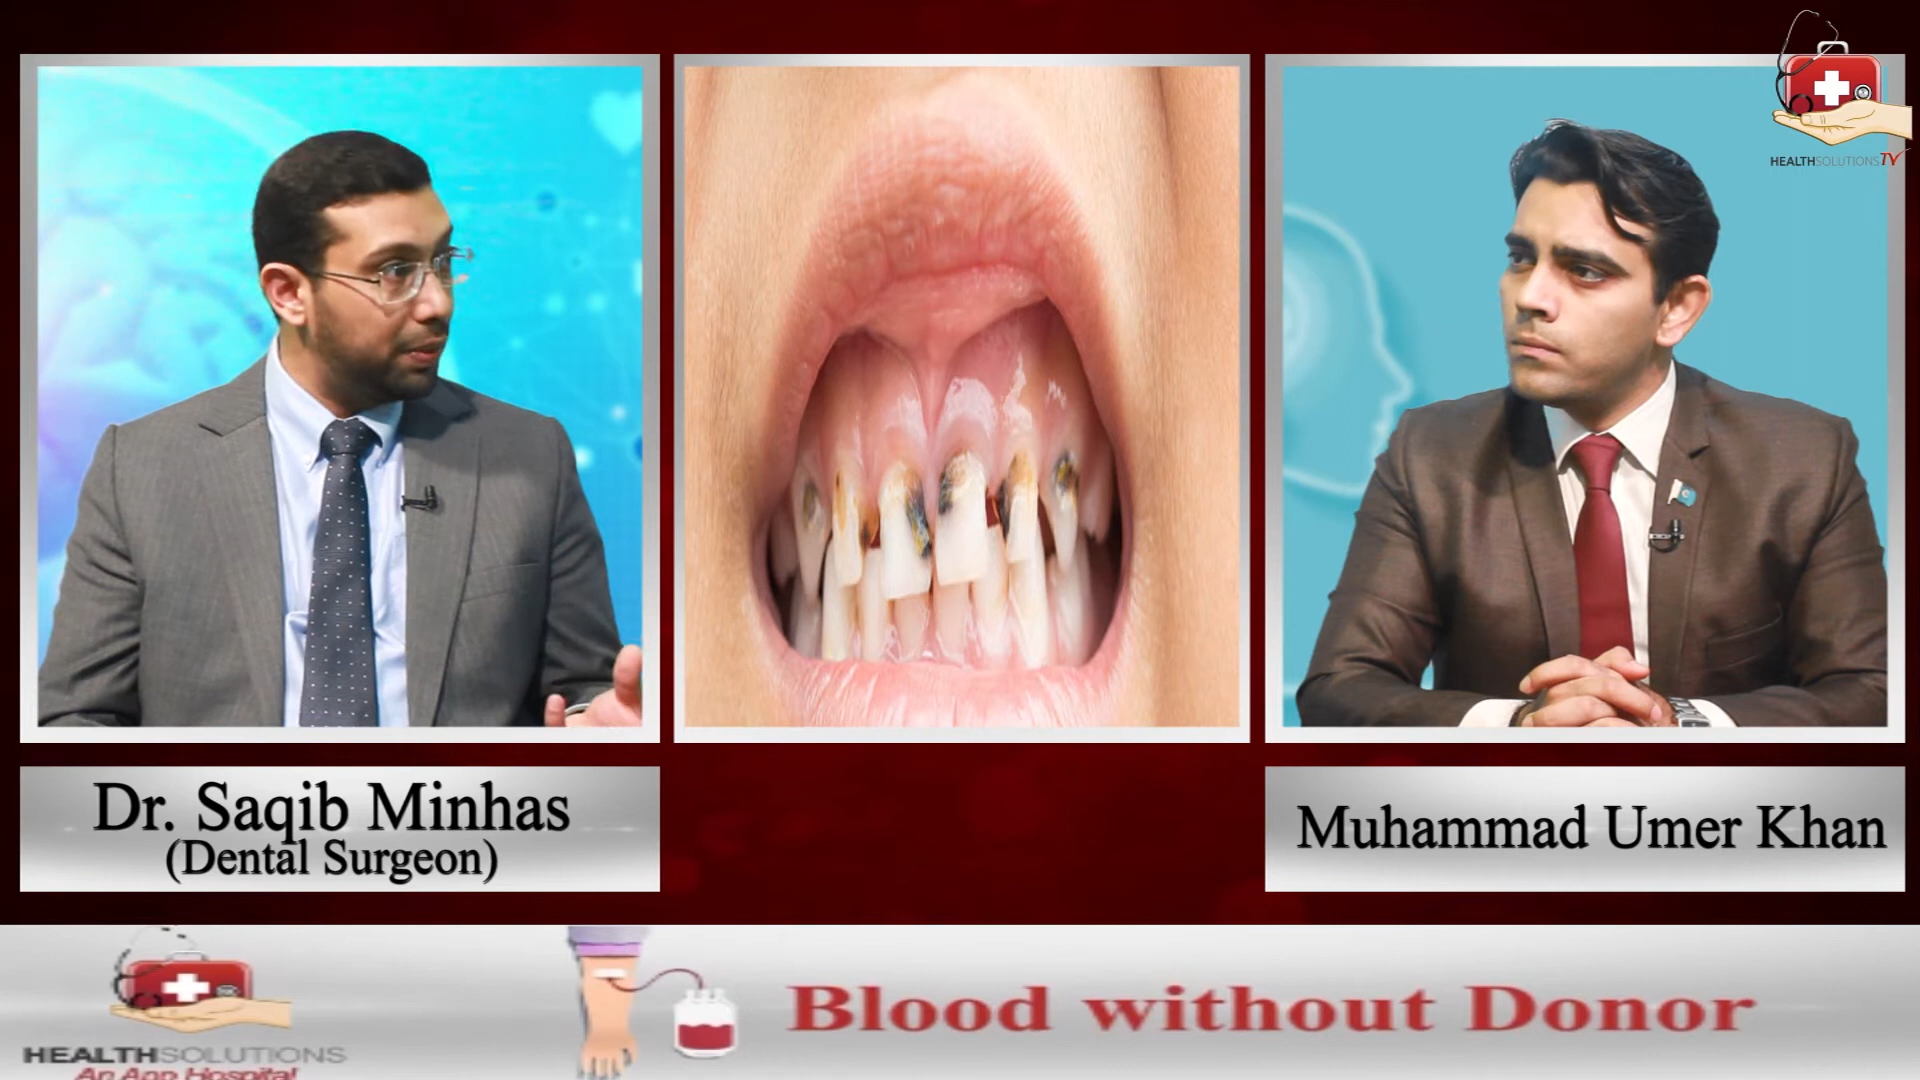 HEALTHSOLUTIONSTV
Dr. Saqib Minhas
(Dental Surgeon)
Muhammad Umer Khan
Blood without Donor
HEALTHSOLUTIONS
An App Hospital